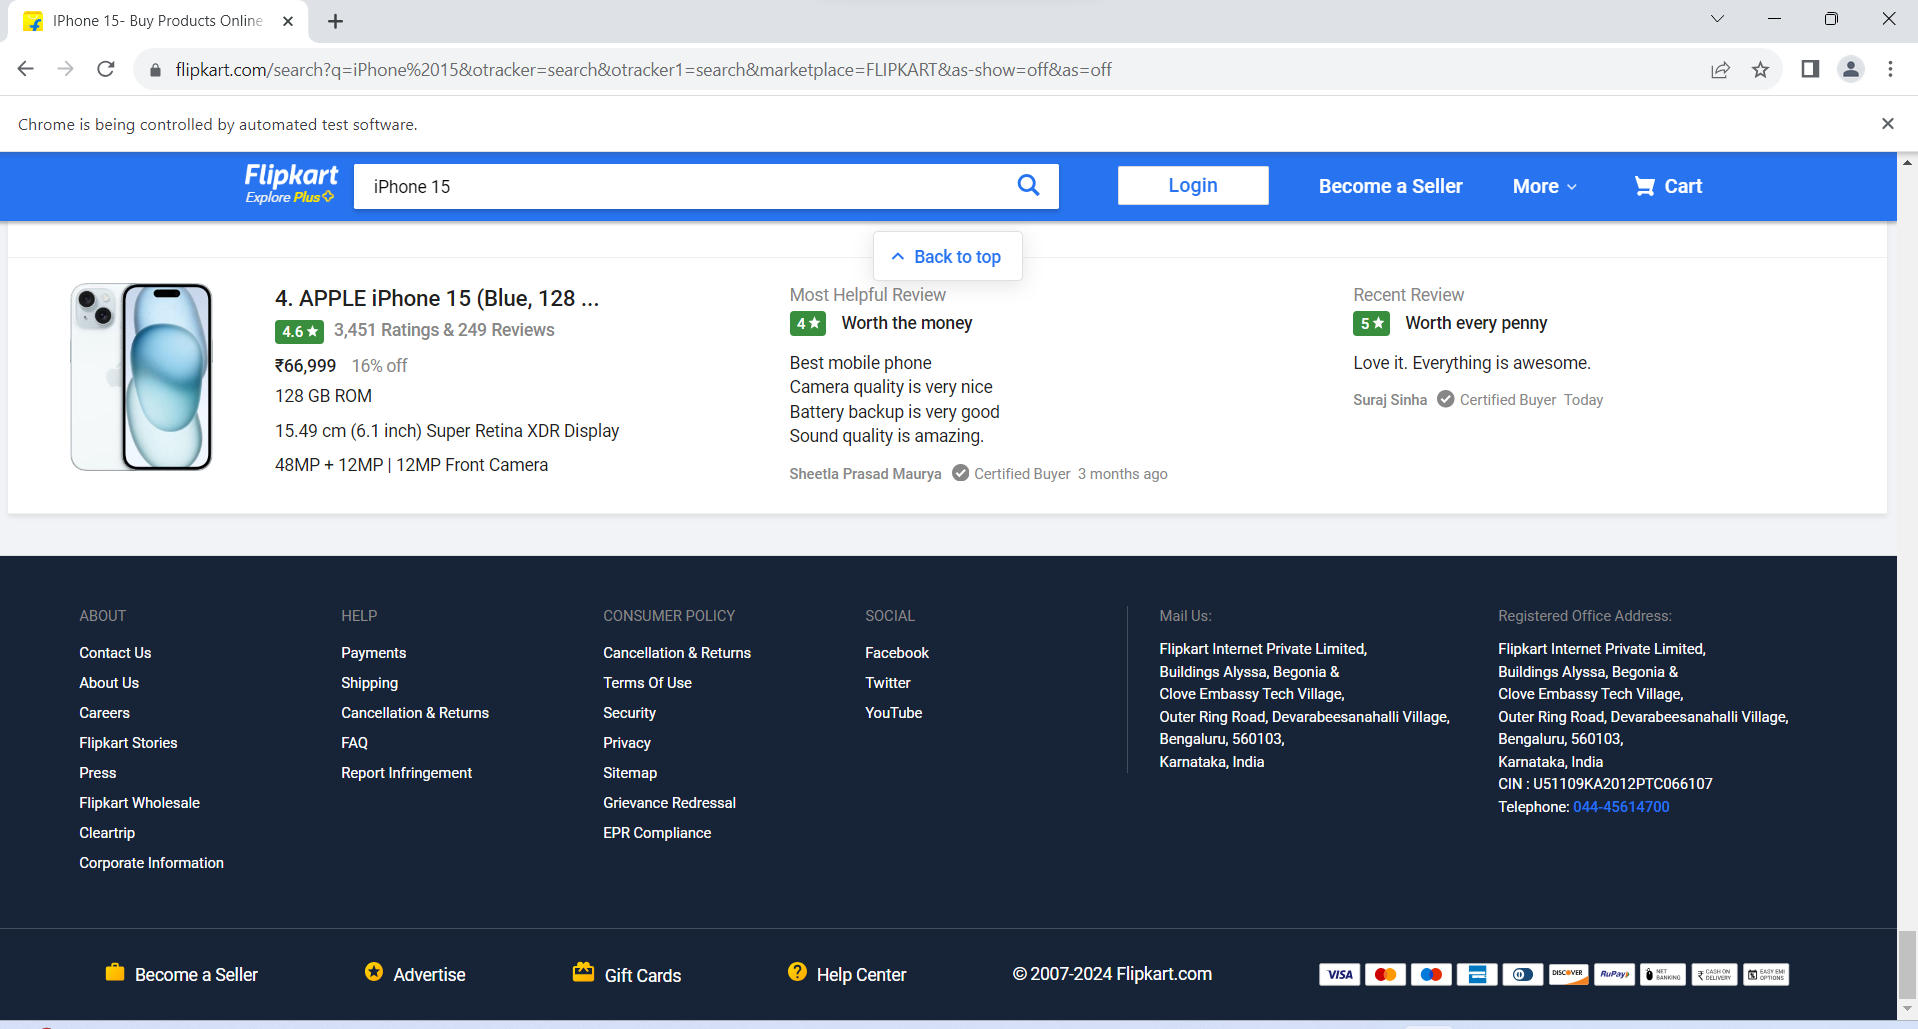 IPhone 15- Buy Products Online
flipkart.com/search?q=iPhone%2015&otracker=search&otracker1=search&marketplace=FLIPKART&as-show=off&as=off
Chrome is being controlled by automated test software.
Flipkart
Explore Plus
iPhone 15
Login
Become a Seller
More
Cart
Back to top
4. APPLE iPhone 15 (Blue, 128 ...
4.6★ 3,451 Ratings & 249 Reviews
₹66,999 16% off
128 GB ROM
15.49 cm (6.1 inch) Super Retina XDR Display
48MP + 12MP | 12MP Front Camera
Most Helpful Review
4★ Worth the money
Best mobile phone
Camera quality is very nice
Battery backup is very good
Sound quality is amazing.
Sheetla Prasad Maurya Certified Buyer 3 months ago
Recent Review
5★ Worth every penny
Love it. Everything is awesome.
Suraj Sinha Certified Buyer Today
ABOUT
Contact Us
About Us
Careers
Flipkart Stories
Press
Flipkart Wholesale
Cleartrip
Corporate Information
HELP
Payments
Shipping
Cancellation & Returns
FAQ
Report Infringement
CONSUMER POLICY
Cancellation & Returns
Terms Of Use
Security
Privacy
Sitemap
Grievance Redressal
EPR Compliance
SOCIAL
Facebook
Twitter
YouTube
Mail Us:
Flipkart Internet Private Limited,
Buildings Alyssa, Begonia &
Clove Embassy Tech Village,
Outer Ring Road, Devarabeesanahalli Village,
Bengaluru, 560103,
Karnataka, India
Registered Office Address:
Flipkart Internet Private Limited,
Buildings Alyssa, Begonia &
Clove Embassy Tech Village,
Outer Ring Road, Devarabeesanahalli Village,
Bengaluru, 560103,
Karnataka, India
CIN : U51109KA2012PTC066107
Telephone: 044-45614700
Become a Seller
Advertise
Gift Cards
? Help Center
© 2007-2024 Flipkart.com
VISA
DISCOVER
RuPay
NET BANKING
₹ CASH ON DELIVERY
EASY EMI OPTIONS